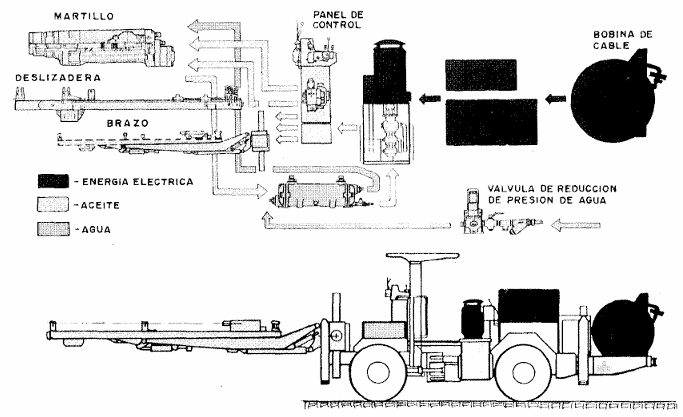 MARTILLO
PANEL DE
CONTROL
BOBINA DE
CABLE
DESLIZADERA
BRAZO
- ENERGIA ELECTRICA
- ACEITE
- AGUA
VALVULA DE REDUCCION
DE PRESION DE AGUA